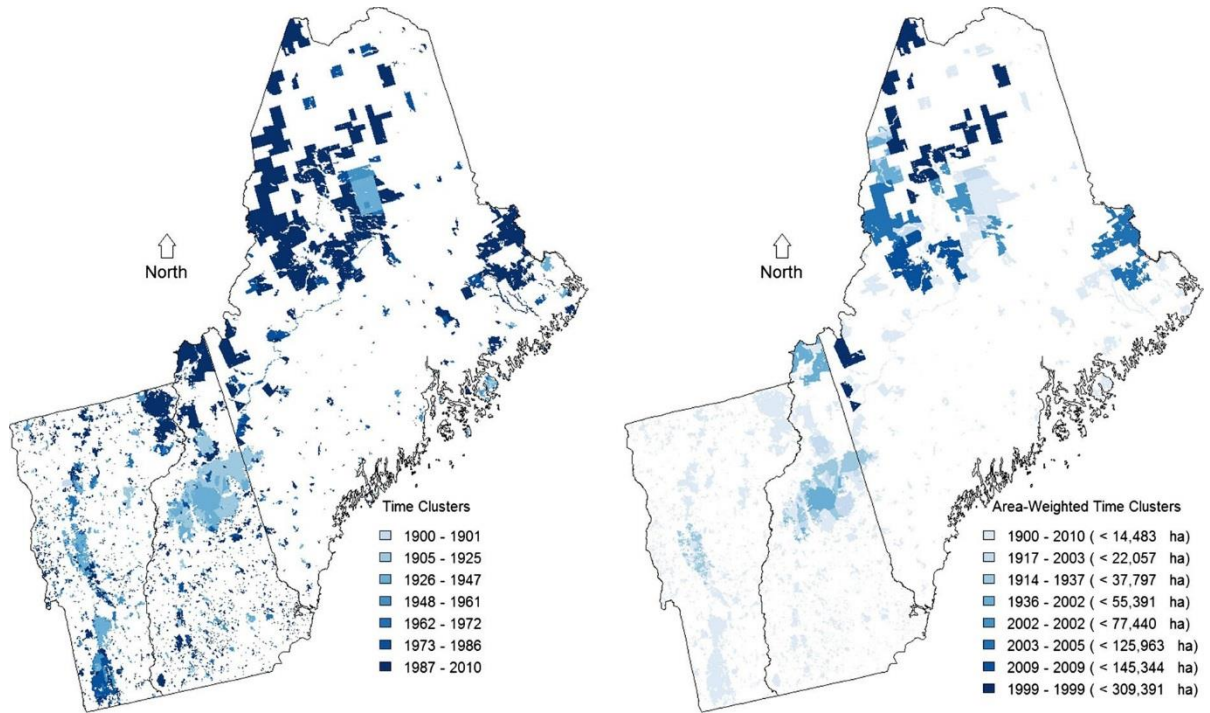 North
Time Clusters
1900 - 1901
1905 - 1925
1926 - 1947
1948 - 1961
1962 - 1972
1973 - 1986
1987 - 2010
North
Area-Weighted Time Clusters
1900 - 2010 ( < 14,483 ha)
1917 - 2003 ( < 22,057 ha)
1914 - 1937 ( < 37,797 ha)
1936 - 2002 ( < 55,391 ha)
2002 - 2002 ( < 77,440 ha)
2003 - 2005 ( < 125,963 ha)
2009 - 2009 ( < 145,344 ha)
1999 - 1999 ( < 309,391 ha)